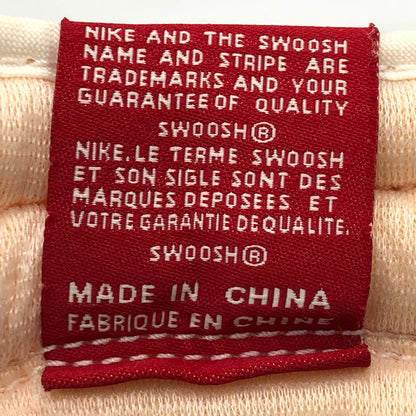 NIKE AND THE SWOOSH
NAME AND STRIPE ARE
TRADEMARKS AND YOUR
GUARANTEE OF QUALITY
SWOOSH®
NIKE, LE TERME SWOOSH
ET SON SIGLE SONT DES
MARQUES DEPOSEES ET
VOTRE GARANTIE DE QUALITE.
SWOOSH®
MADE IN CHINA
FABRIQUE EN CHINE